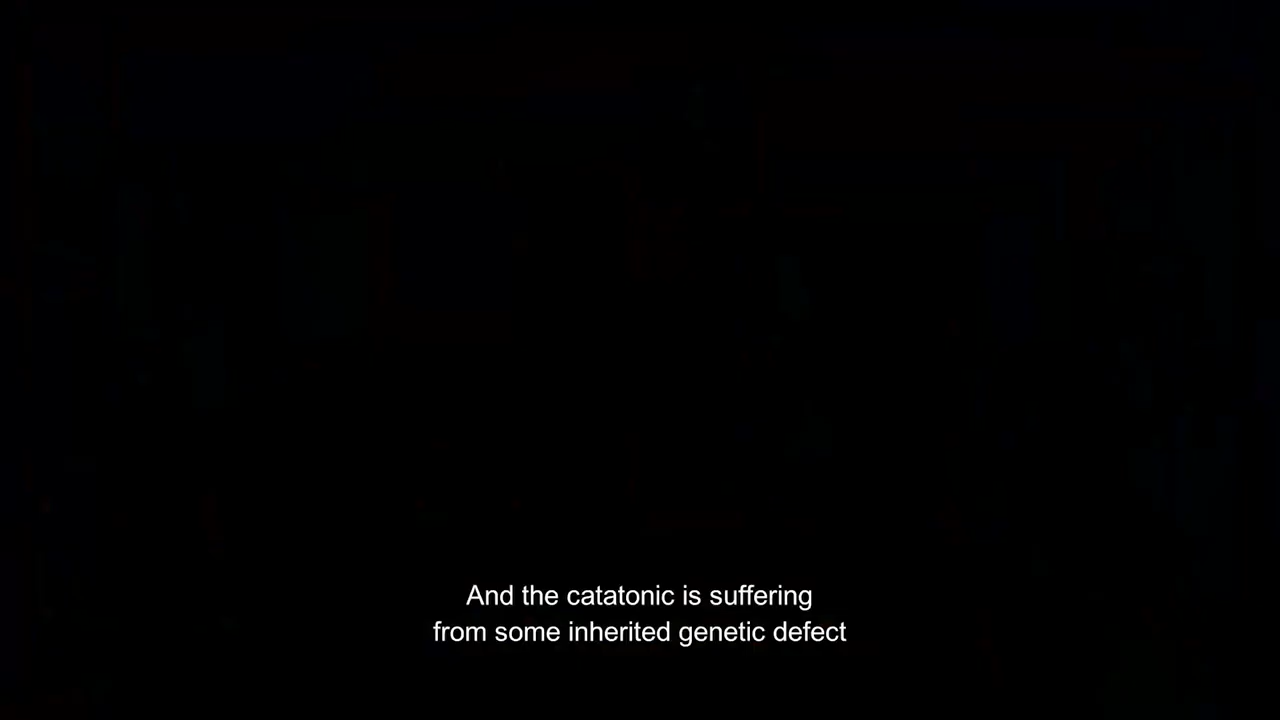 And the catatonic is suffering
from some inherited genetic defect